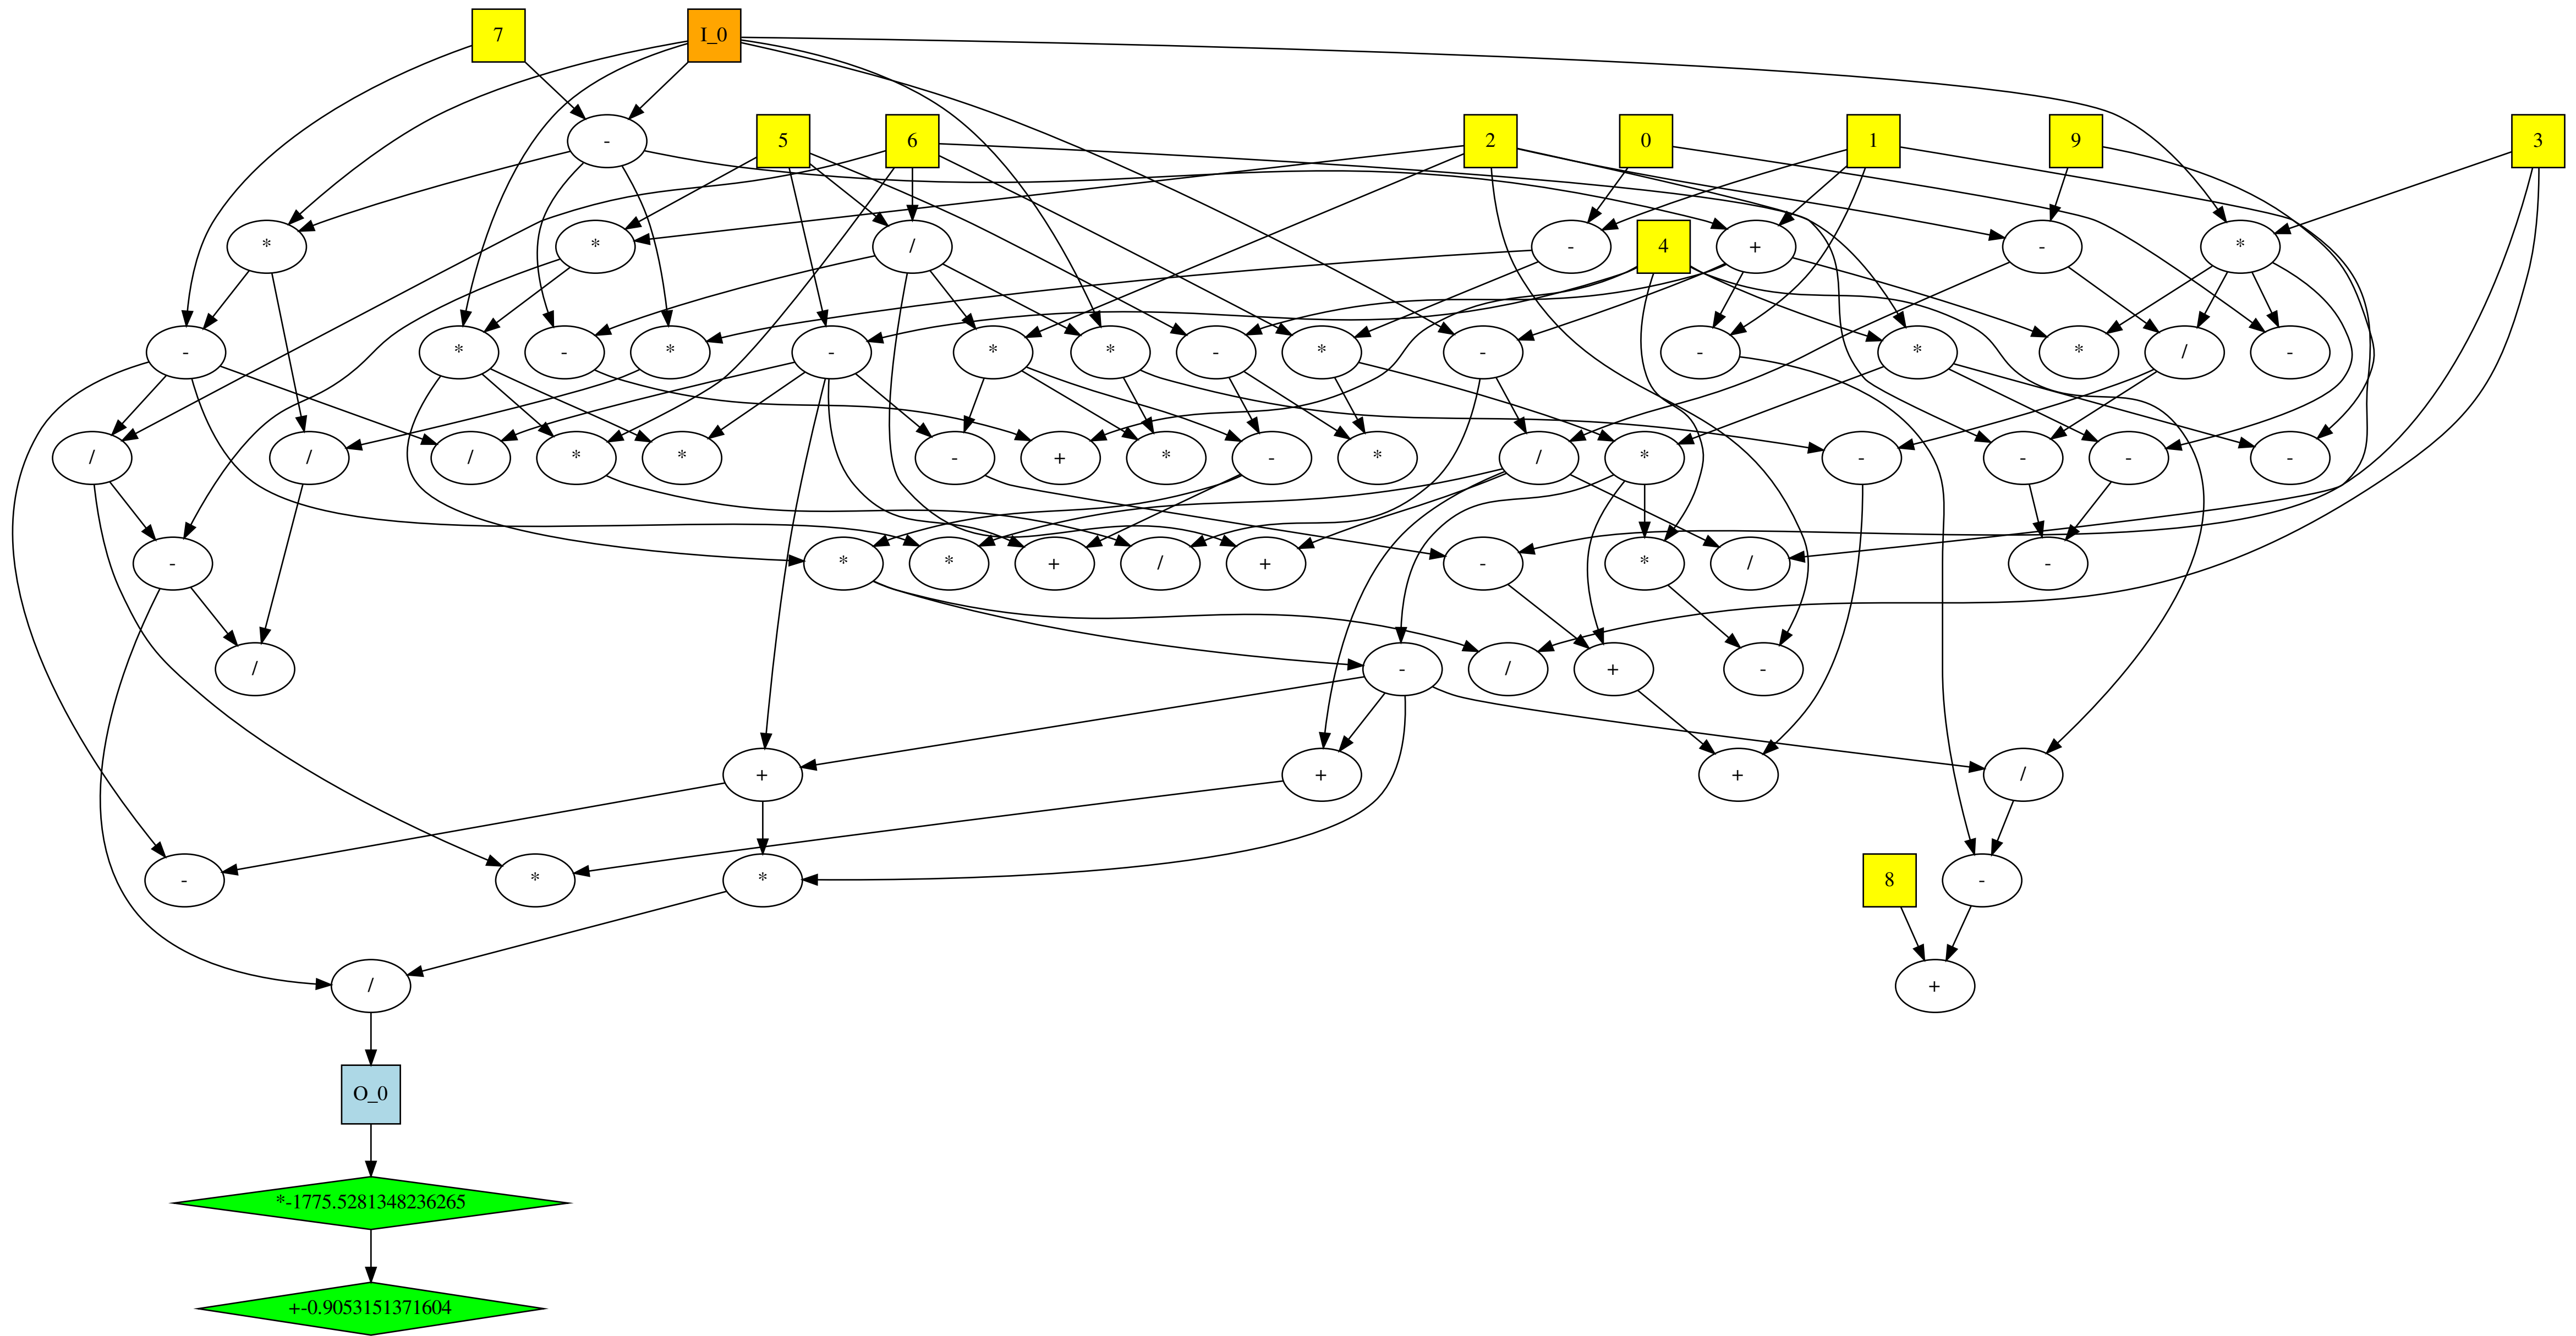 7 I_0
- 5 6 2 0 1 9 3
* * / - 4 + - *
- * - * - * * - * - - * * / -
/ / / * * - + * - * / * - - - -
- * * + / + - * / -
/ - / + -
+ + + /
- * * 8 -
/ +
O_0
*-1775.5281348236265
+-0.9053151371604